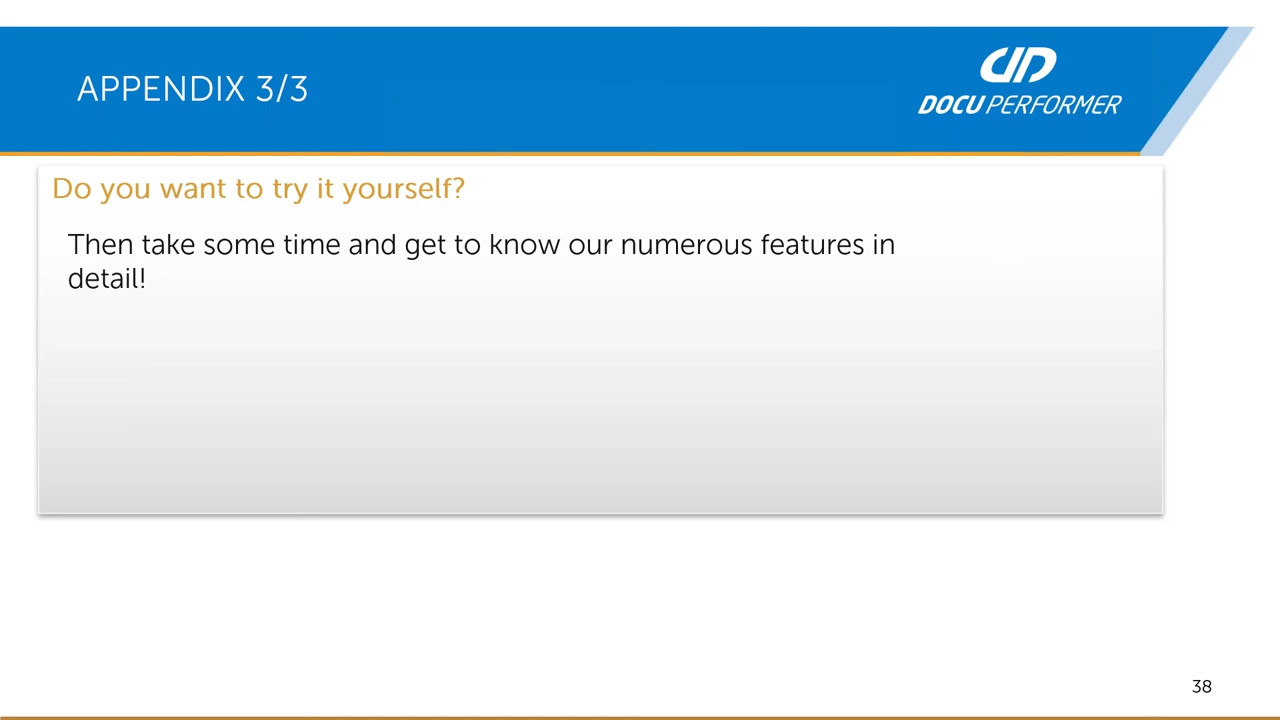 APPENDIX 3/3
DOCU PERFORMER
Do you want to try it yourself?
Then take some time and get to know our numerous features in
detail!
38